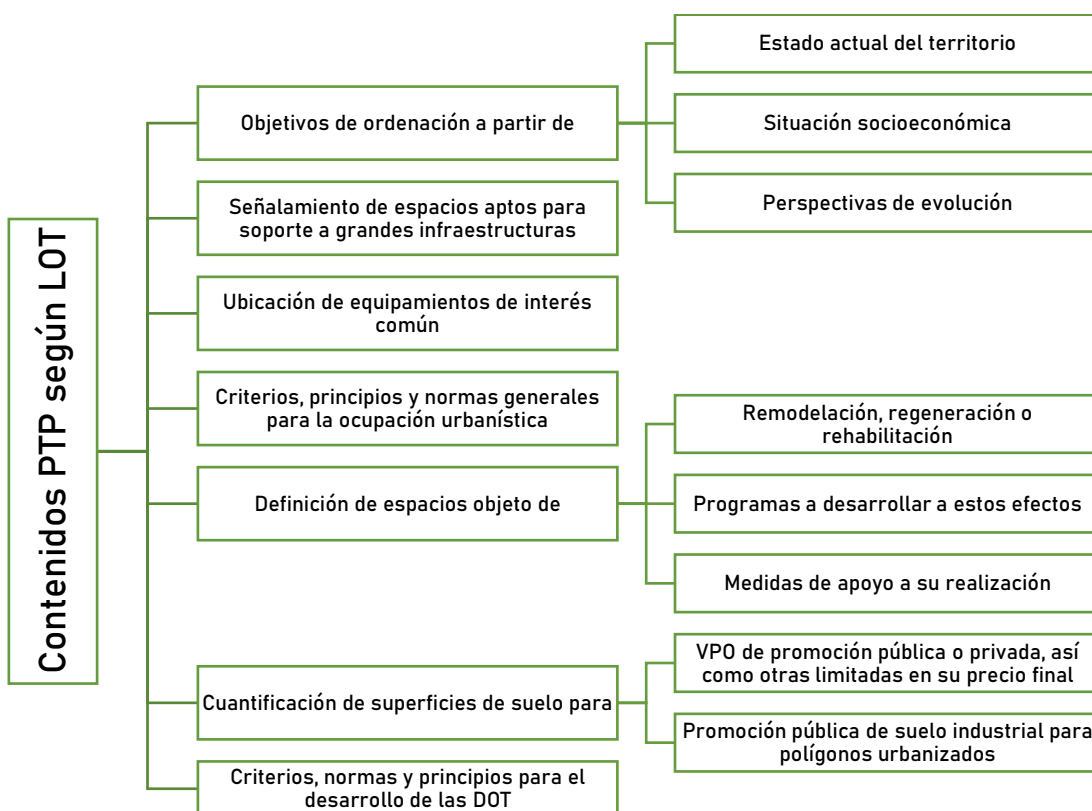 Contenidos PTP según LOT
Objetivos de ordenación a partir de
Estado actual del territorio
Situación socioeconómica
Perspectivas de evolución
Señalamiento de espacios aptos para
soporte a grandes infraestructuras
Ubicación de equipamientos de interés
común
Criterios, principios y normas generales
para la ocupación urbanística
Definición de espacios objeto de
Remodelación, regeneración o
rehabilitación
Programas a desarrollar a estos efectos
Medidas de apoyo a su realización
Cuantificación de superficies de suelo para
VPO de promoción pública o privada, así
como otras limitadas en su precio final
Promoción pública de suelo industrial para
polígonos urbanizados
Criterios, normas y principios para el
desarrollo de las DOT